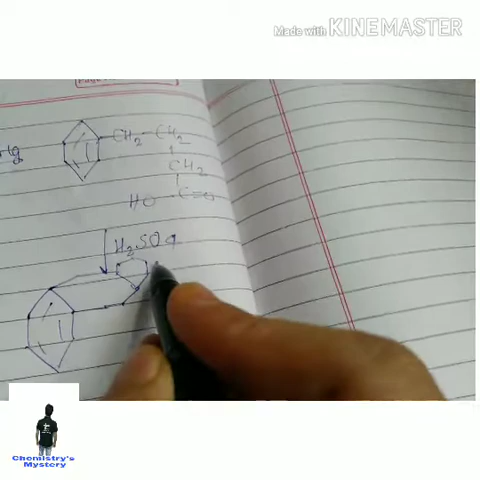 Made with KINEMASTER
CH2-CH2
CH2
HO C=O
H2SO4
Chemistry's
Mystery